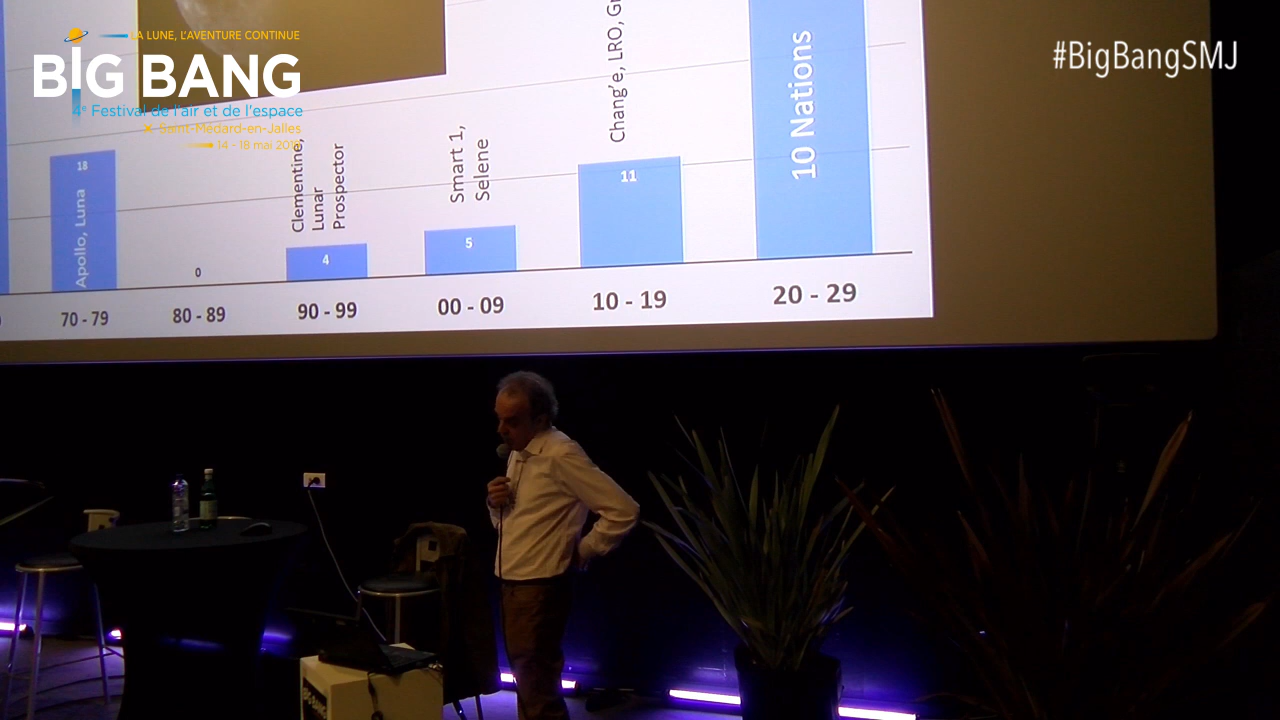 LA LUNE, L'AVENTURE CONTINUE
BIG BANG
4e Festival de l'air et de l'espace
Saint-Médard-en-Jalles
14 - 18 mai
#BigBangSMJ
18
Apollo, Luna
0
Clementine,
Lunar
Prospector
4
Smart 1,
Selene
5
Chang'e, LRO,
11
10 Nations
70 - 79
80 - 89
90 - 99
00 - 09
10 - 19
20 - 29